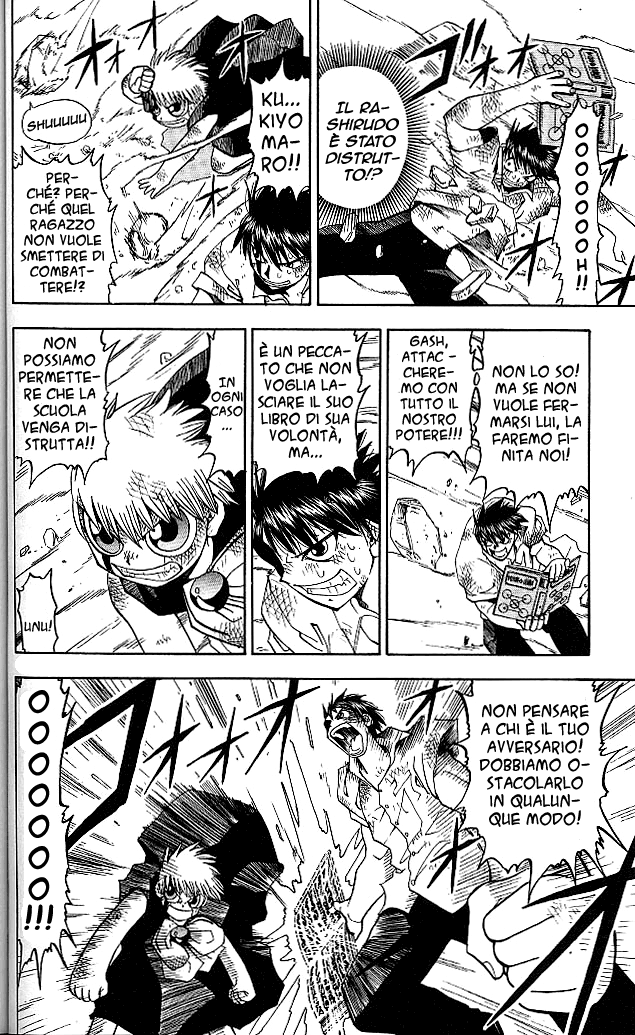 OOOOOOH!!
IL RA-
SHIRUDO
È STATO
DISTRUT-
TO!?
KU...
KIYO
MA-
RO!!
SHUUUUU
PER-
CHÉ? PER-
CHÉ QUEL
RAGAZZO
NON VUOLE
SMETTERE DI
COMBAT-
TERE!?
NON LO SO!
MA SE NON
VUOLE FER-
MARSI LUI, LA
FAREMO FI-
NITA NOI!
GASH,
ATTAC-
CHERE-
MO CON
TUTTO IL
NOSTRO
POTERE!!!
È UN PECCA-
TO CHE NON
VOGLIA LA-
SCIARE IL SUO
LIBRO DI SUA
VOLONTÀ,
MA...
IN
OGNI
CASO
...
NON
POSSIAMO
PERMETTE-
RE CHE LA
SCUOLA
VENGA DI-
STRUTTA!!
UNU!
NON PENSARE
A CHI È IL TUO
AVVERSARIO!
DOBBIAMO O-
STACOLARLO
IN QUALUN-
QUE MODO!
OOOOOOO!!!